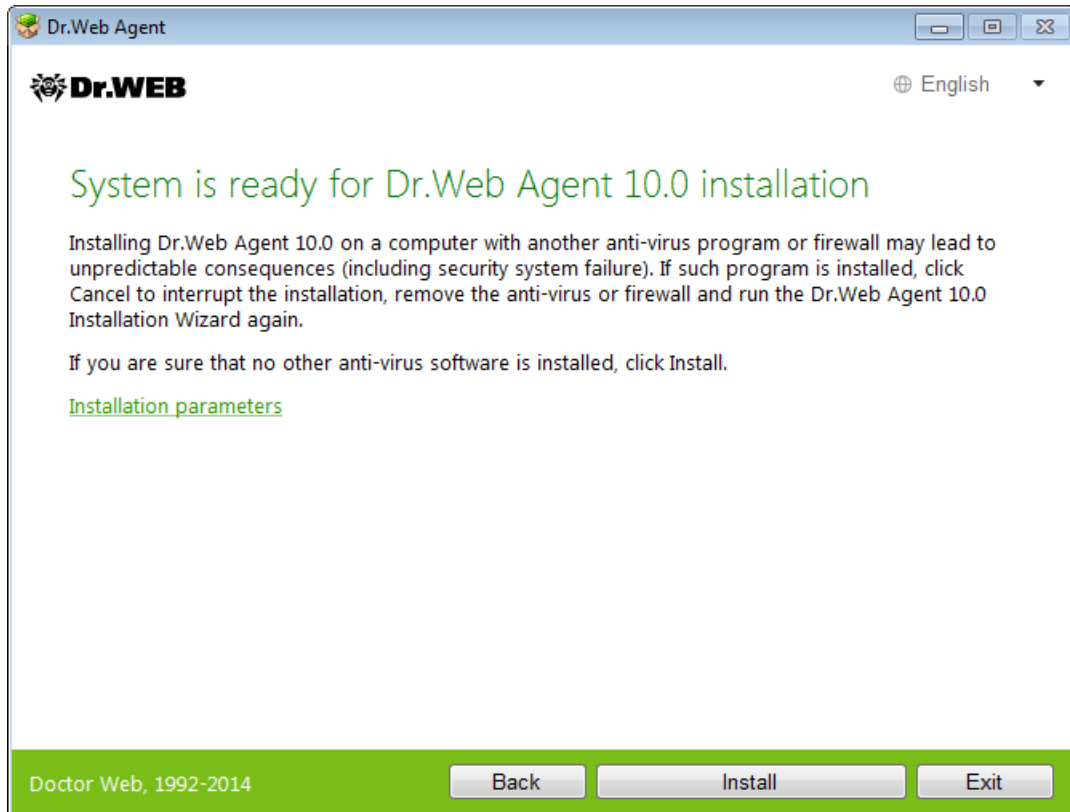 Dr.Web Agent
Dr.WEB
English
System is ready for Dr.Web Agent 10.0 installation
Installing Dr.Web Agent 10.0 on a computer with another anti-virus program or firewall may lead to
unpredictable consequences (including security system failure). If such program is installed, click
Cancel to interrupt the installation, remove the anti-virus or firewall and run the Dr.Web Agent 10.0
Installation Wizard again.
If you are sure that no other anti-virus software is installed, click Install.
Installation parameters
Doctor Web, 1992-2014
Back
Install
Exit